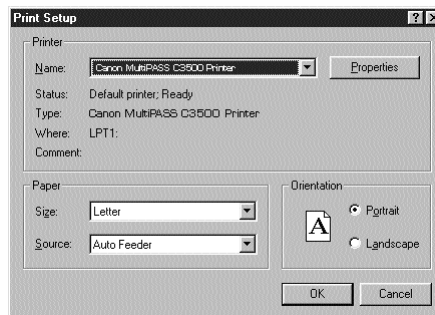 Print Setup
Printer
Name: Canon MultiPASS C3500 Printer Properties
Status: Default printer; Ready
Type: Canon MultiPASS C3500 Printer
Where: LPT1:
Comment:
Paper
Size: Letter
Source: Auto Feeder
Orientation
A
Portrait
Landscape
OK Cancel